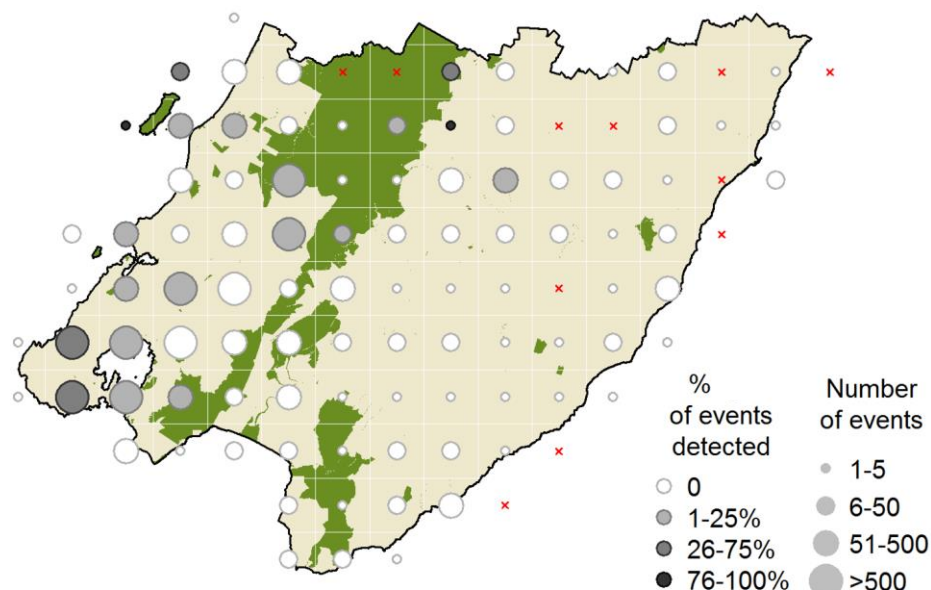 %
of events
detected
0
1-25%
26-75%
76-100%
Number
of events
1-5
6-50
51-500
>500